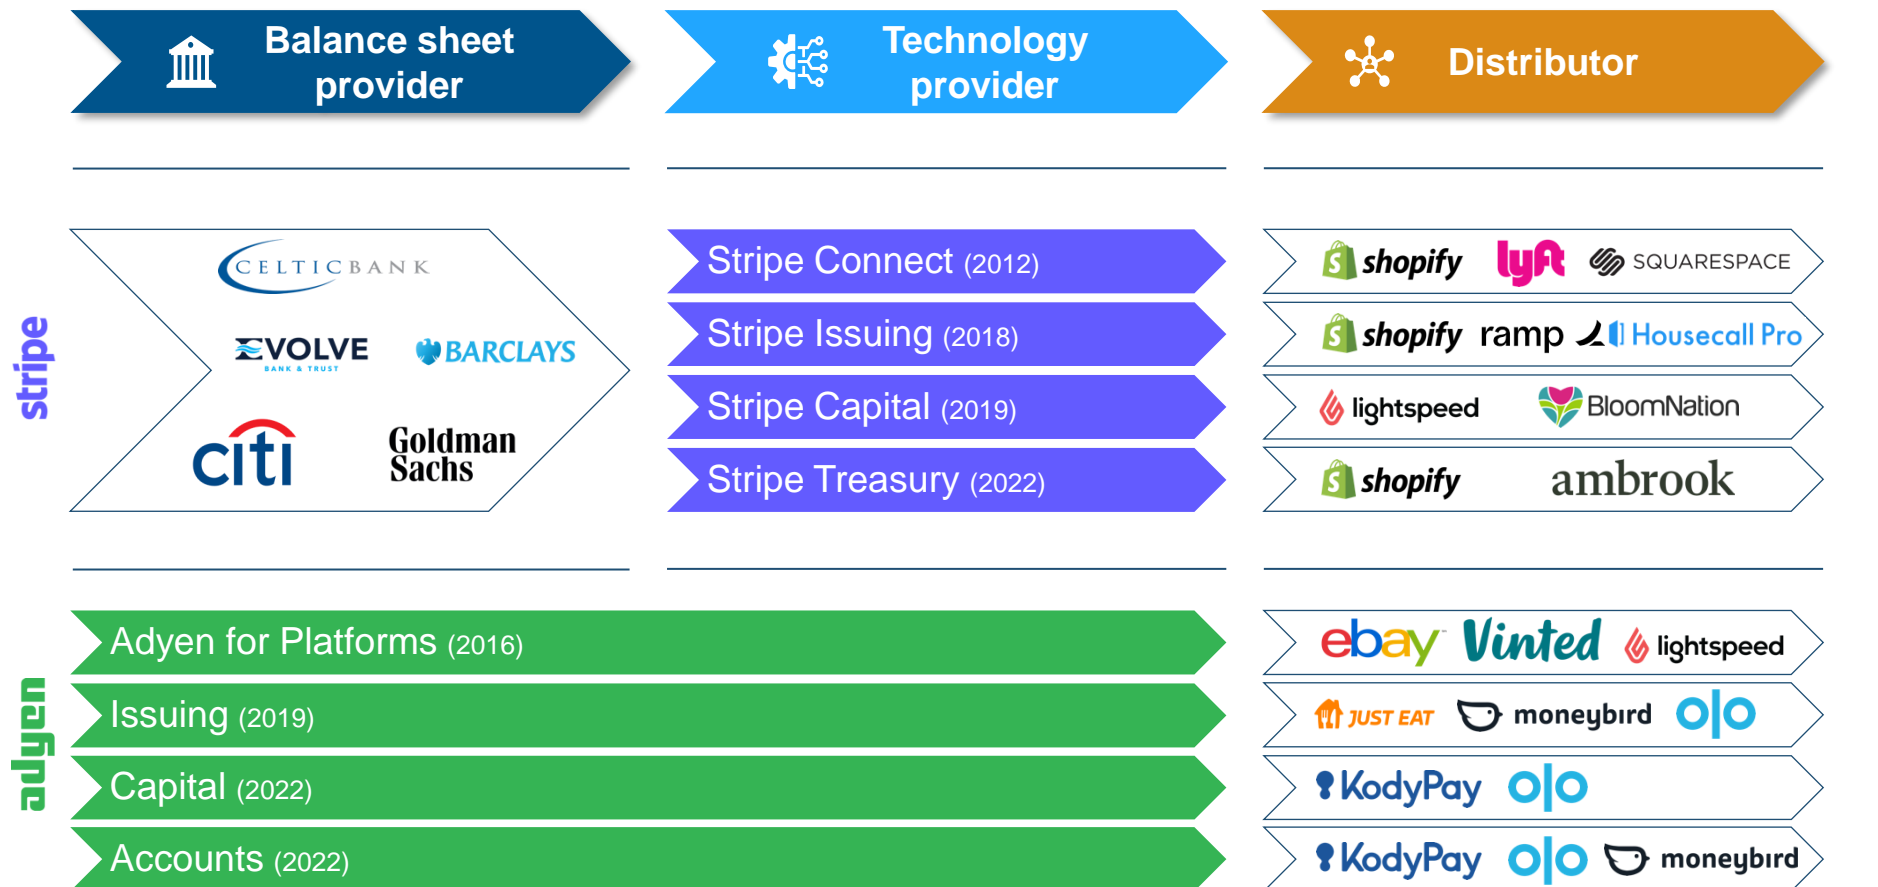 Balance sheet
provider
Technology
provider
Distributor
stripe
CELTICBANK
EVOLVE
BANK & TRUST
BARCLAYS
citi
Goldman
Sachs
Stripe Connect (2012)
shopify lyft SQUARESPACE
Stripe Issuing (2018)
shopify ramp Housecall Pro
Stripe Capital (2019)
lightspeed BloomNation
Stripe Treasury (2022)
shopify ambrook
adyen
Adyen for Platforms (2016)
ebay™ Vinted lightspeed
Issuing (2019)
JUST EAT moneybird olo
Capital (2022)
KodyPay olo
Accounts (2022)
KodyPay olo moneybird